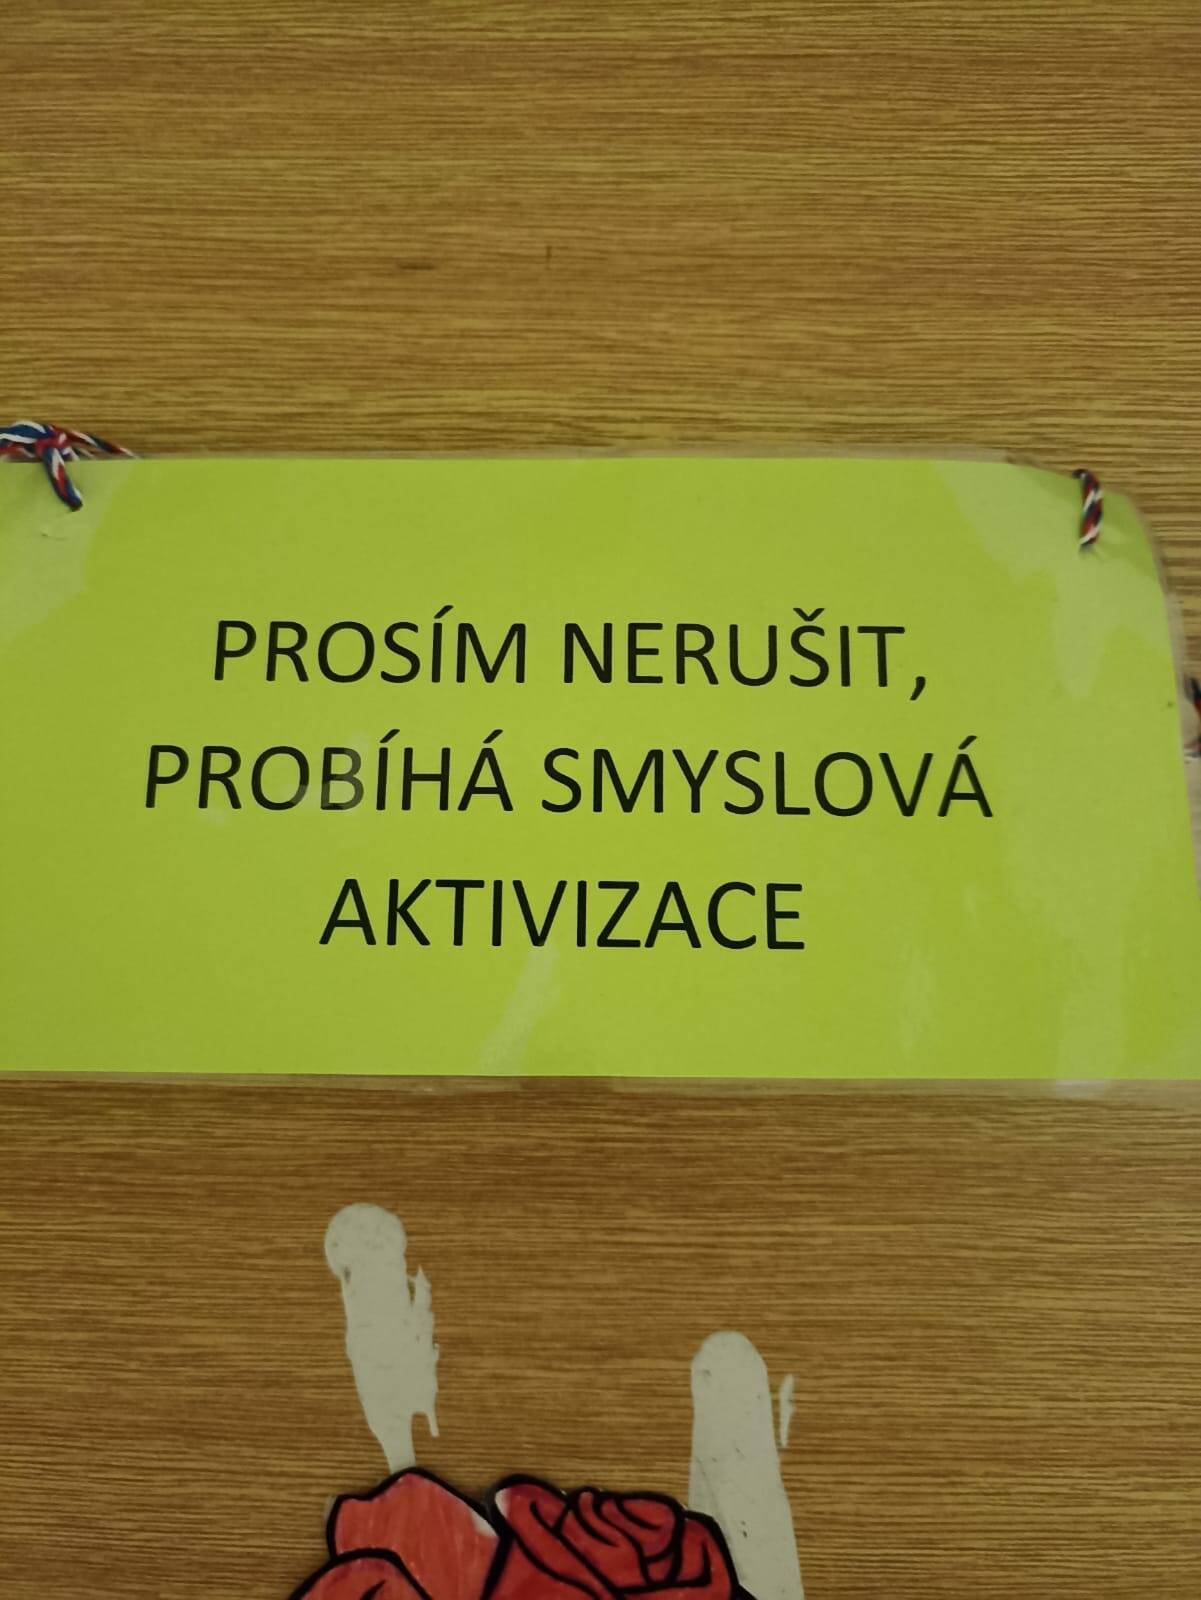 PROSÍM NERUŠIT,
PROBÍHÁ SMYSLOVÁ
AKTIVIZACE